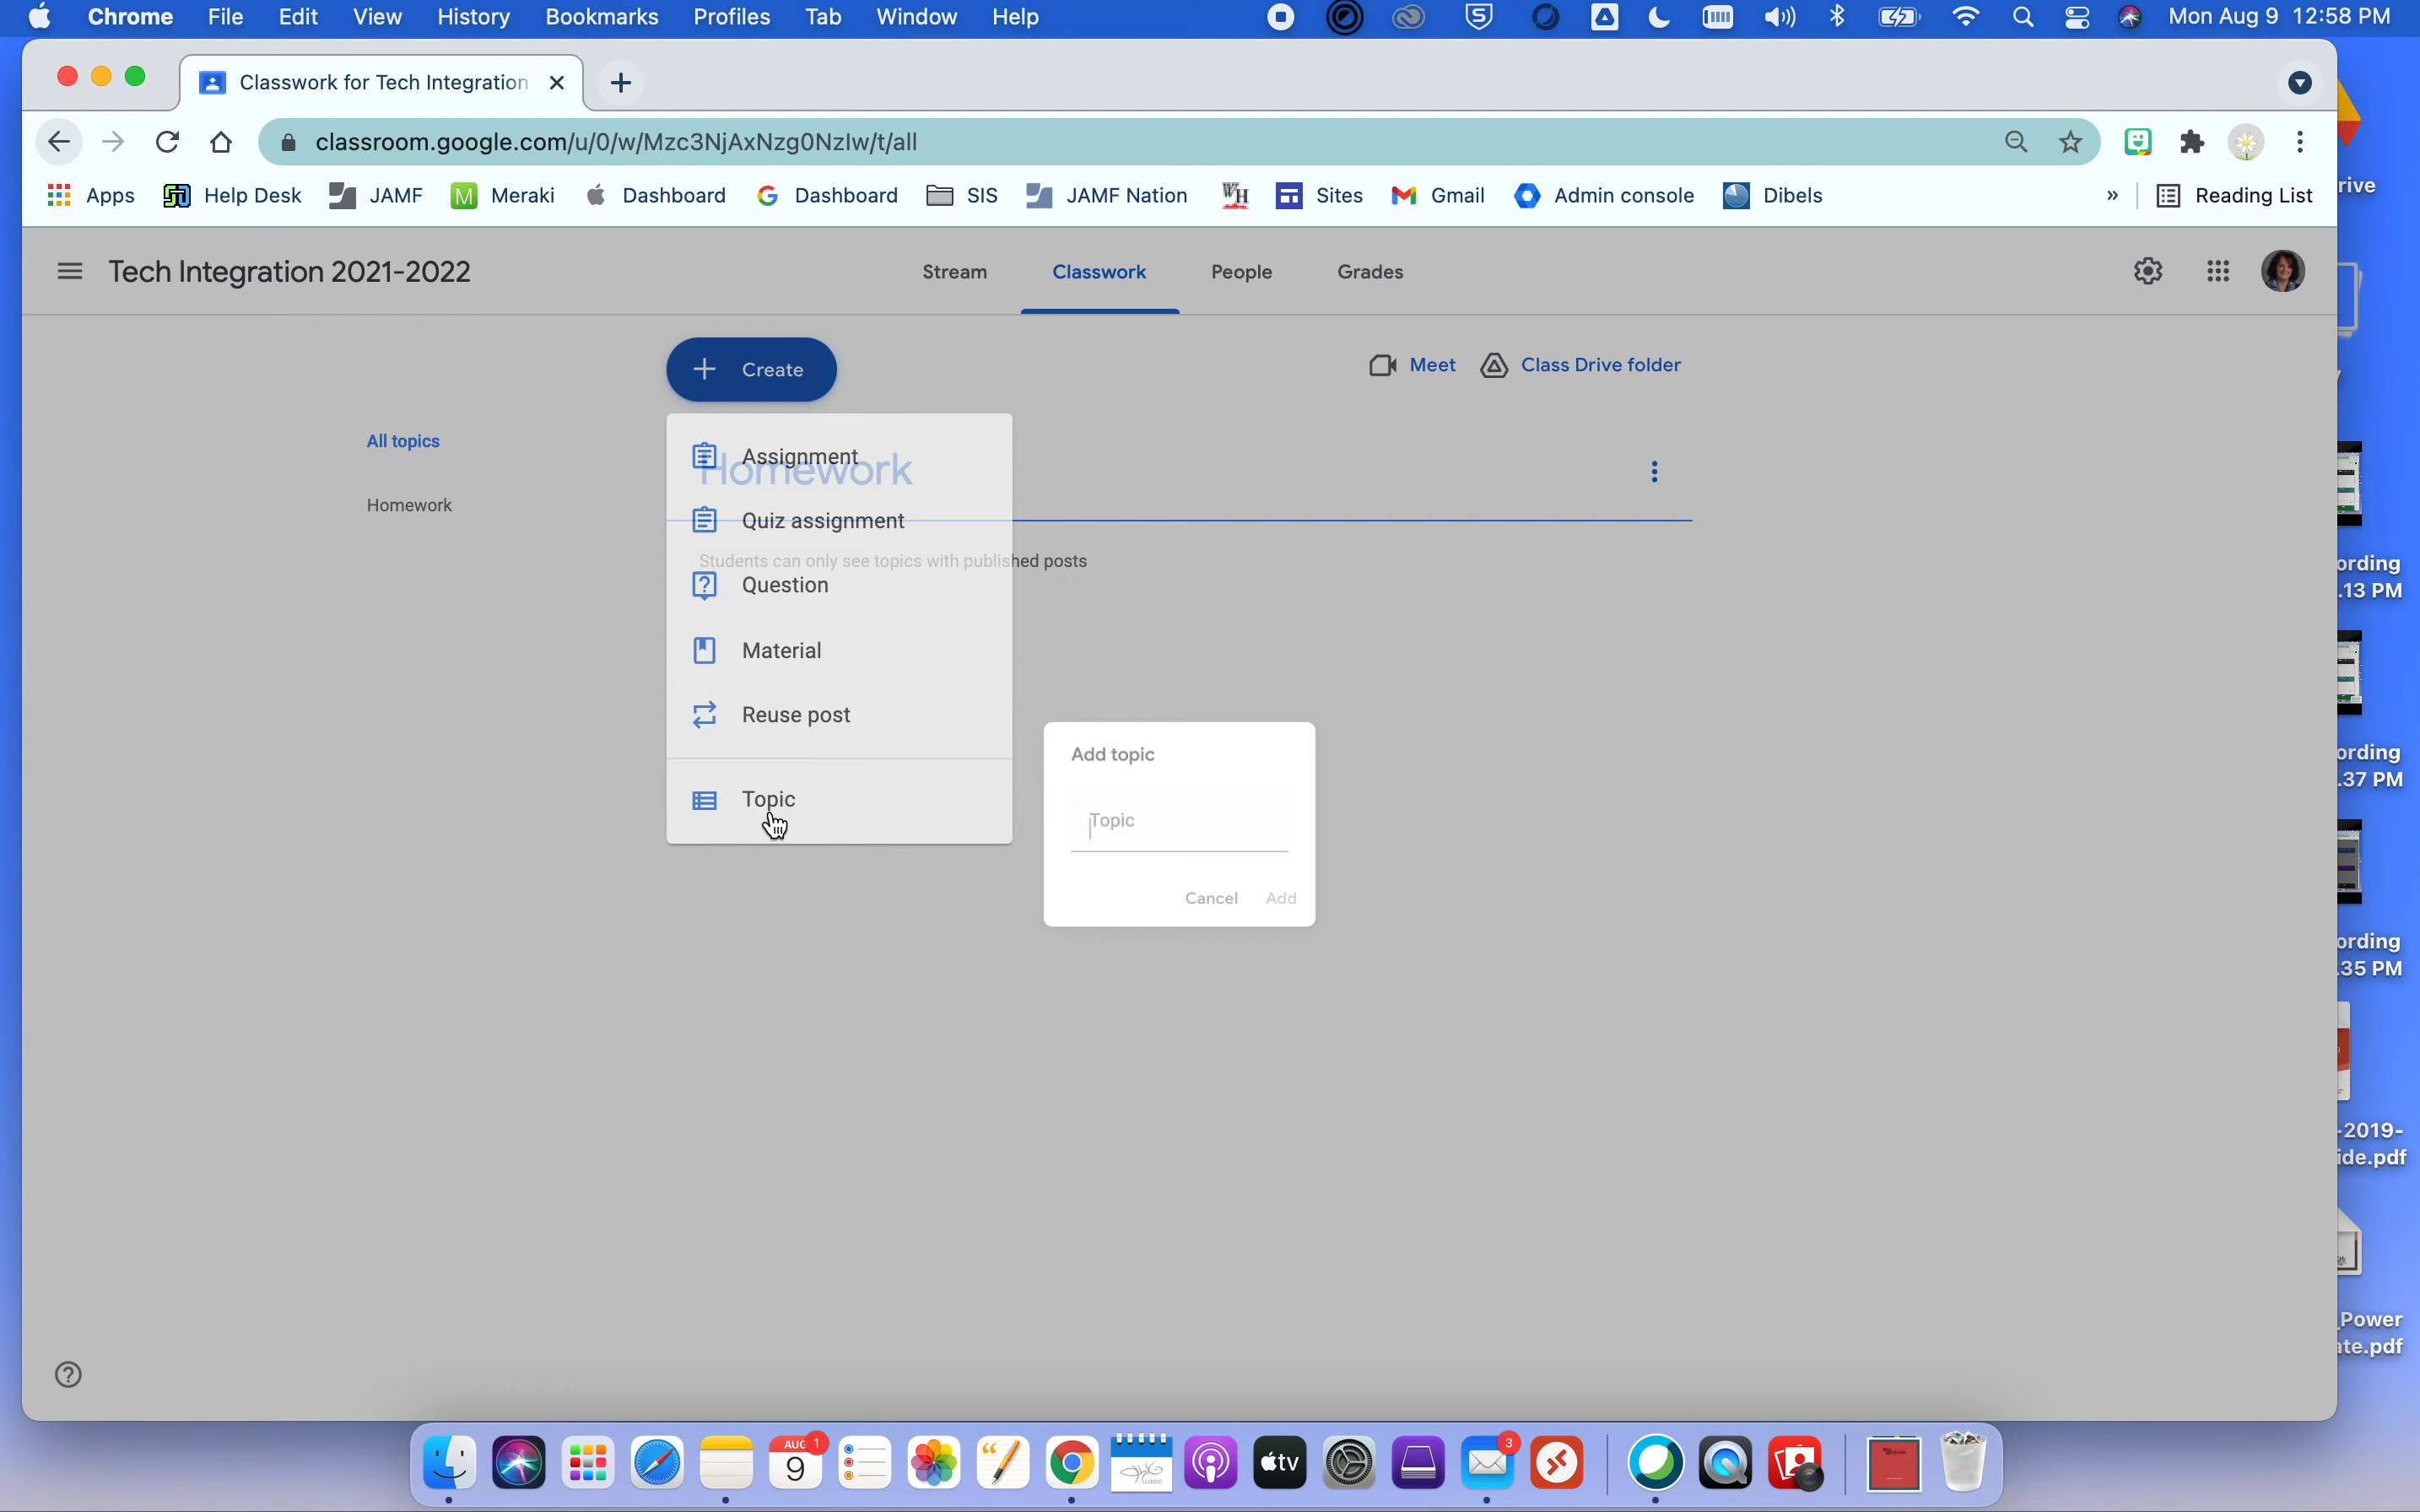 Chrome File Edit View History Bookmarks Profiles Tab Window Help Mon Aug 9 12:58 PM
Classwork for Tech Integration
classroom.google.com/u/0/w/Mzc3NjAxNzg0NzIw/t/all
Apps Help Desk JAMF M Meraki Dashboard G Dashboard SIS JAMF Nation WH Sites Gmail Admin console Dibels » Reading List
rive
Tech Integration 2021-2022 Stream Classwork People Grades
+ Create Meet Class Drive folder
All topics
Assignment
Homework
Homework
Quiz assignment
Students can only see topics with published posts
Question
Material
Reuse post
Topic
Add topic
Topic
Cancel Add
ording
.13 PM
ording
.37 PM
ording
.35 PM
-2019-
ide.pdf
Power
ate.pdf
AUG 1
9
tv
3